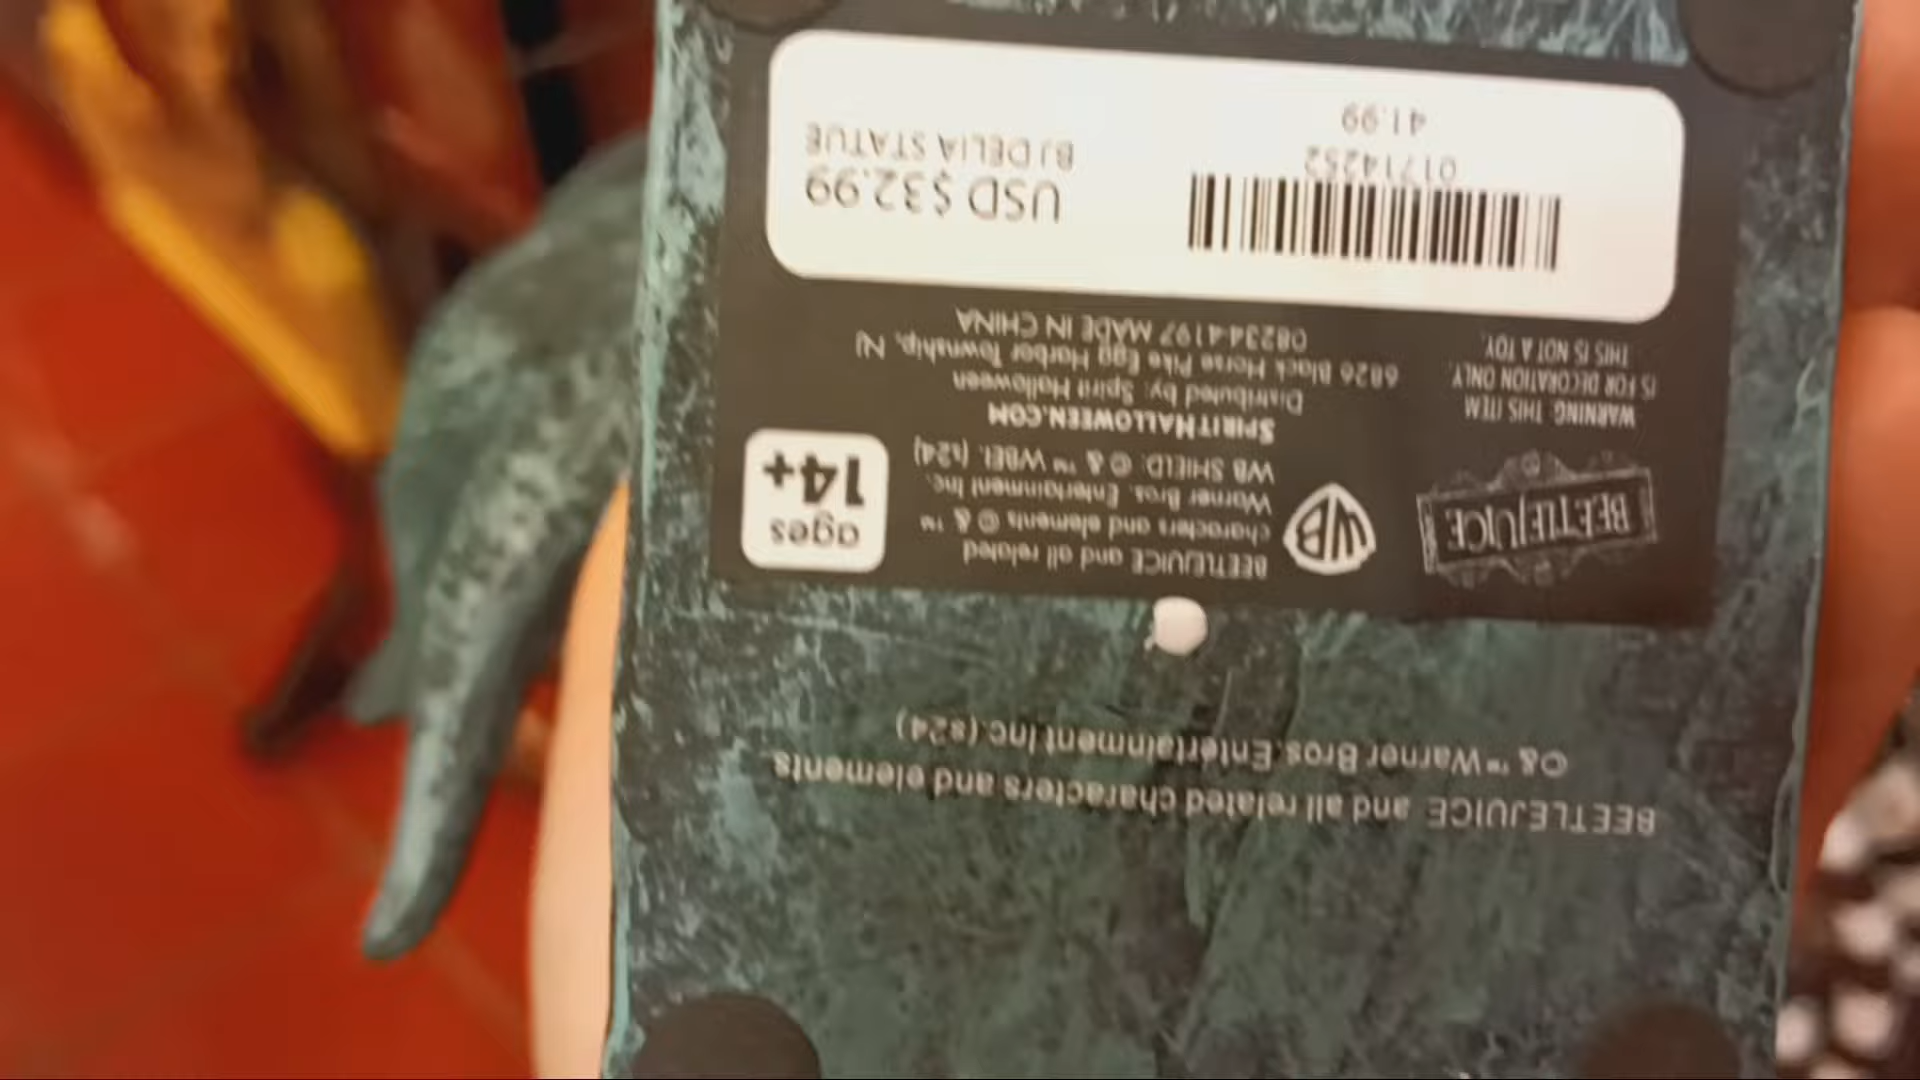 BEETLEJUICE and all related characters and elements
©& ™ Warner Bros. Entertainment Inc (s24)
BEETLEJUICE
WARNING: THIS ITEM
IS FOR DECORATION ONLY.
THIS IS NOT A TOY.
WB
BEETLEJUICE and all related
characters and elements © & ™
Warner Bros. Entertainment Inc.
WB SHIELD: © & ™ WBEI. (s24)
SPIRITHALLOWEEN.COM
Distributed by: Spirit Halloween
6826 Black Horse Pike Egg Harbor Township, NJ
08234-4197 MADE IN CHINA
ages
14+
01714252
41.99
USD $32.99
BJ DELIA STATUE